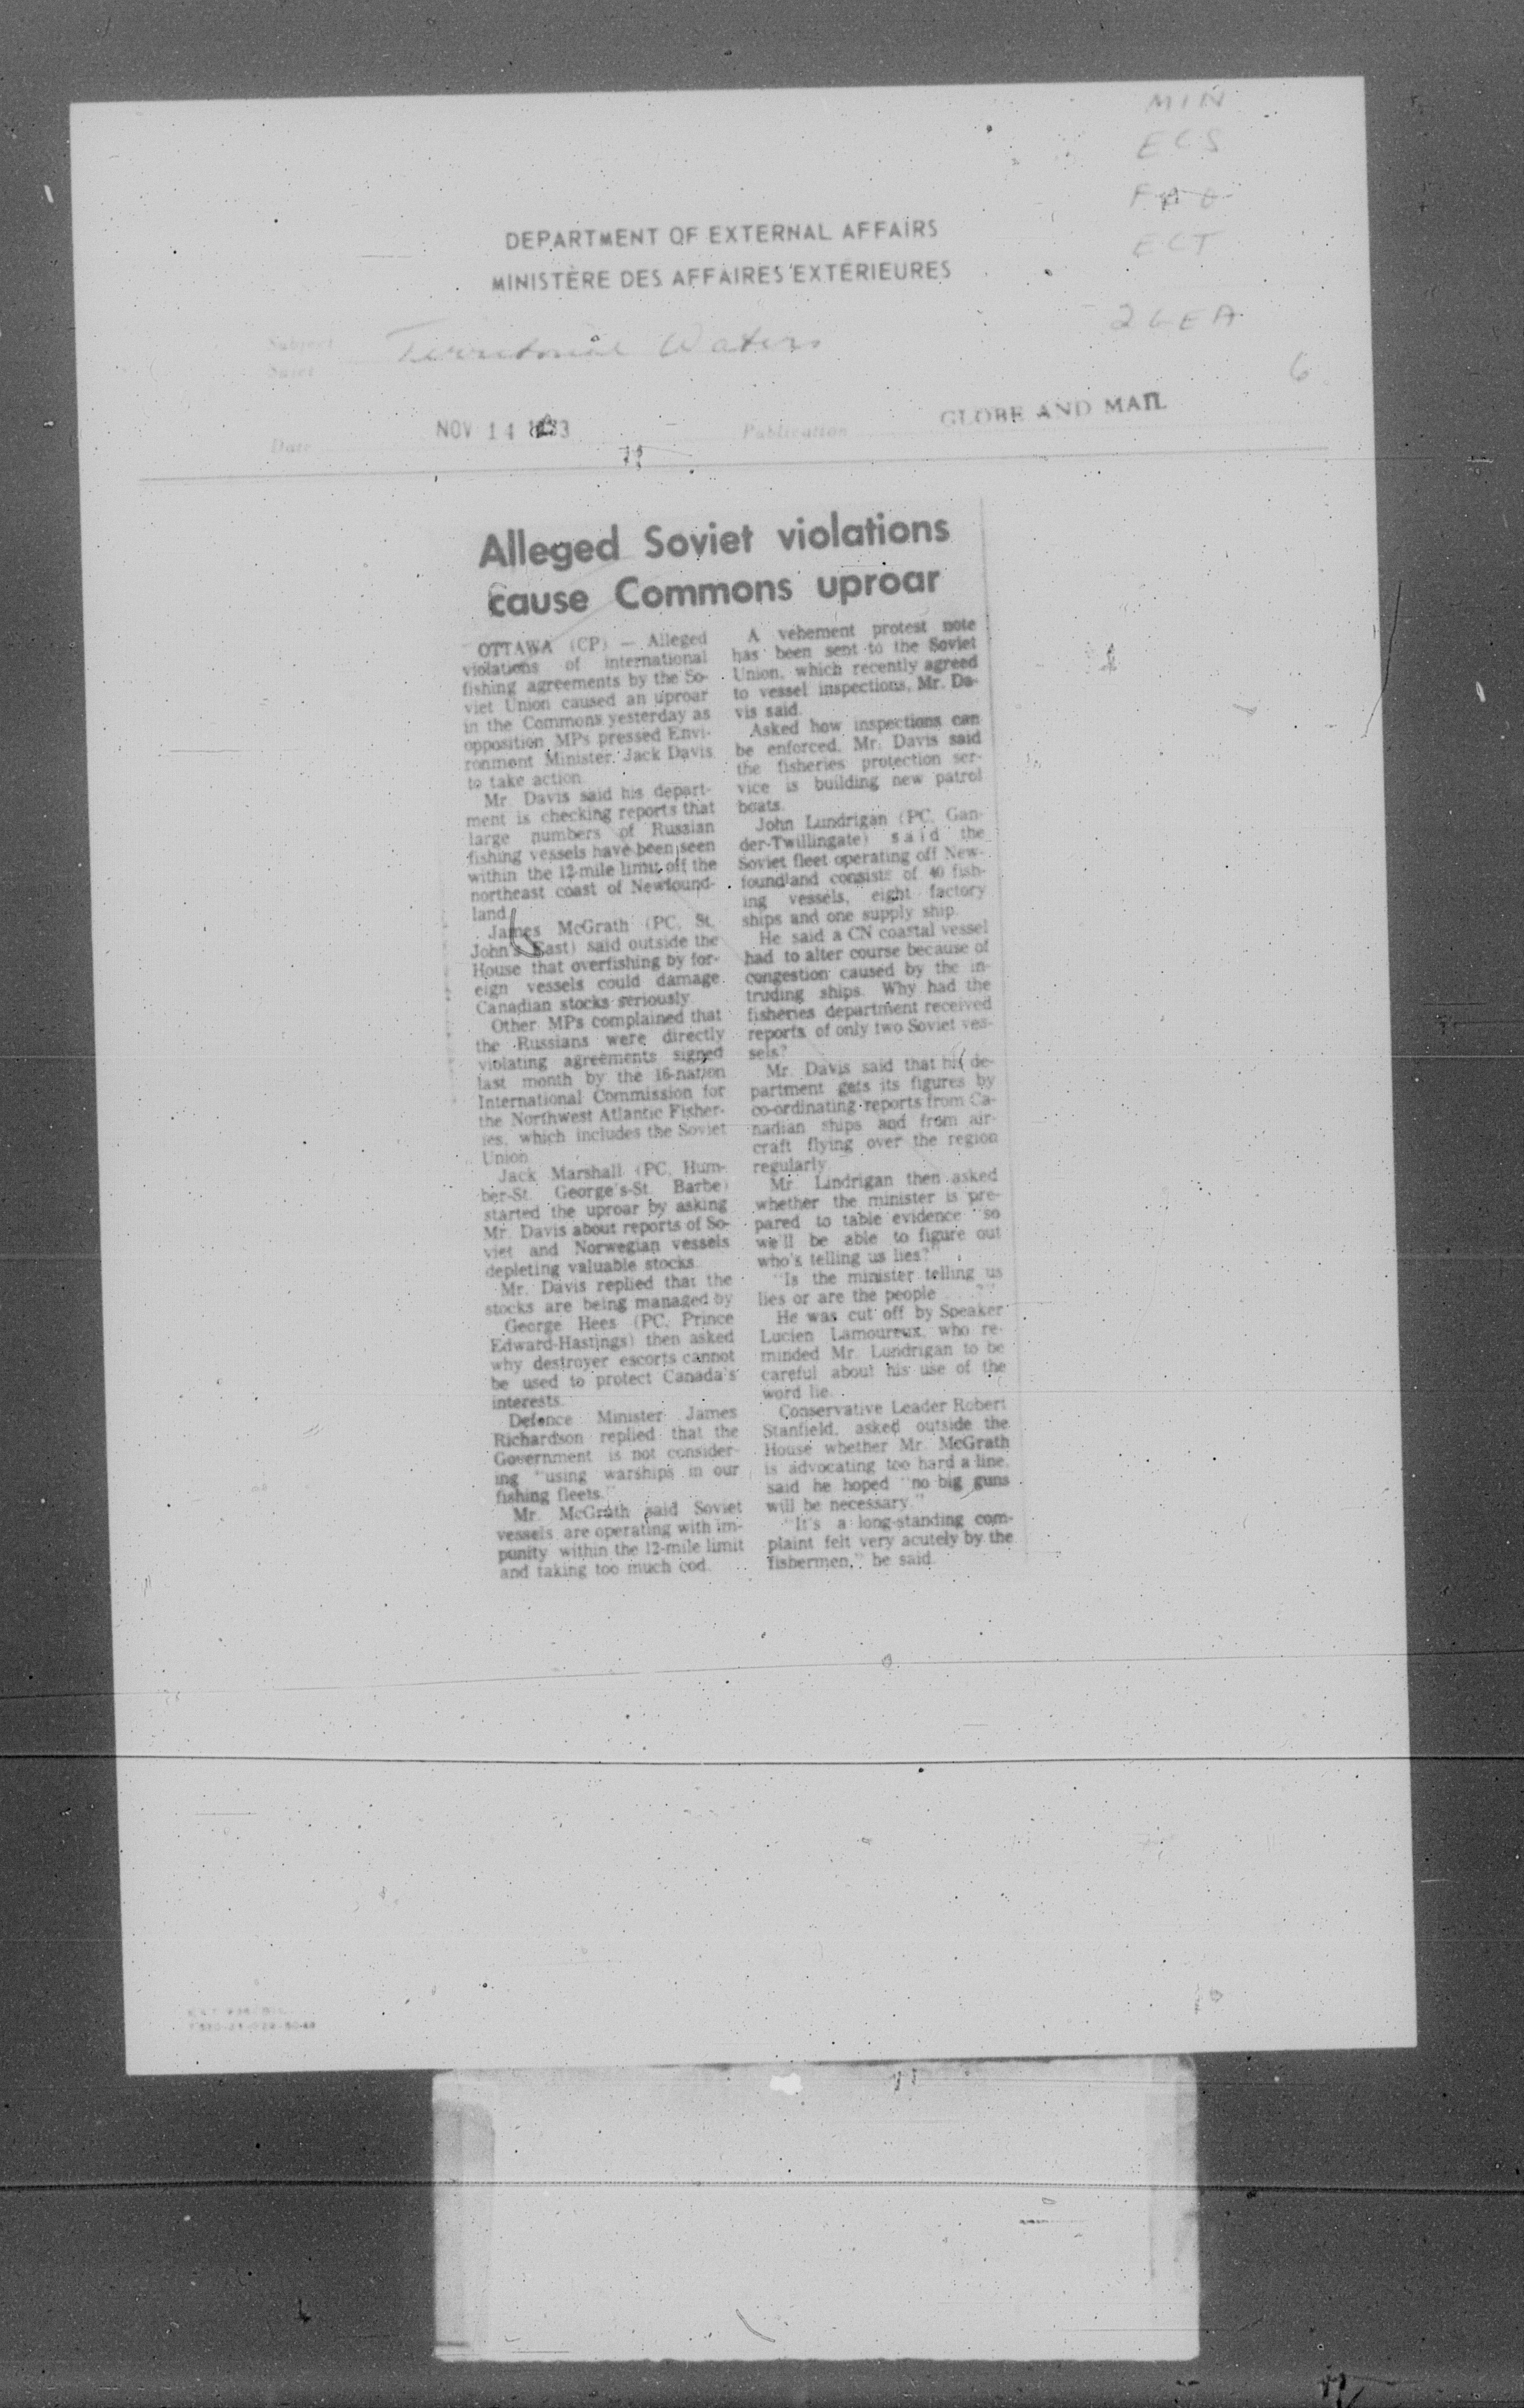 MIN
ECS
ECT
DEPARTMENT OF EXTERNAL AFFAIRS
MINISTÈRE DES AFFAIRES EXTÉRIEURES
Subject
Sujet
Territorial Waters
6
Date
NOV 14
Publication
GLOBE AND MAIL
Alleged Soviet violations
cause Commons uproar
OTTAWA (CP) — Alleged
violations of international
fishing agreements by the So-
viet Union caused an uproar
in the Commons yesterday as
opposition MPs pressed Envi-
ronment Minister Jack Davis
to take action.
Mr. Davis said his depart-
ment is checking reports that
large numbers of Russian
fishing vessels have been seen
within the 12-mile limit off the
northeast coast of Newfound-
land.
James McGrath (PC, St.
John's East) said outside the
House that overfishing by for-
eign vessels could damage
Canadian stocks seriously.
Other MPs complained that
the Russians were directly
violating agreements signed
last month by the 16-nation
International Commission for
the Northwest Atlantic Fisher-
ies, which includes the Soviet
Union.
Jack Marshall (PC, Hum-
ber-St. George's-St. Barbe)
started the uproar by asking
Mr. Davis about reports of So-
viet and Norwegian vessels
depleting valuable stocks.
Mr. Davis replied that the
stocks are being managed by
George Hees (PC, Prince
Edward-Hastings) then asked
why destroyer escorts cannot
be used to protect Canada's
interests.
Defence Minister James
Richardson replied that the
Government is not consider-
ing "using warships in our
fishing fleets."
Mr. McGrath said Soviet
vessels are operating with im-
punity within the 12-mile limit
and taking too much cod.
A vehement protest note
has been sent to the Soviet
Union, which recently agreed
to vessel inspections, Mr. Da-
vis said.
Asked how inspections can
be enforced, Mr. Davis said
the fisheries protection ser-
vice is building new patrol
boats.
John Lundrigan (PC, Gan-
der-Twillingate) said the
Soviet fleet operating off New-
foundland consists of 40 fish-
ing vessels, eight factory
ships and one supply ship.
He said a CN coastal vessel
had to alter course because of
congestion caused by the in-
truding ships. Why had the
fisheries department received
reports of only two Soviet ves-
sels?
Mr. Davis said that his de-
partment gets its figures by
co-ordinating reports from Ca-
nadian ships and from air-
craft flying over the region
regularly.
Mr. Lindrigan then asked
whether the minister is pre-
pared to table evidence "so
we'll be able to figure out
who's telling us lies?"
"Is the minister telling us
lies or are the people . . . ?"
He was cut off by Speaker
Lucien Lamoureux, who re-
minded Mr. Lundrigan to be
careful about his use of the
word lie.
Conservative Leader Robert
Stanfield, asked outside the
House whether Mr. McGrath
is advocating too hard a line,
said he hoped "no big guns
will be necessary."
"It's a long-standing com-
plaint felt very acutely by the
fishermen," he said.